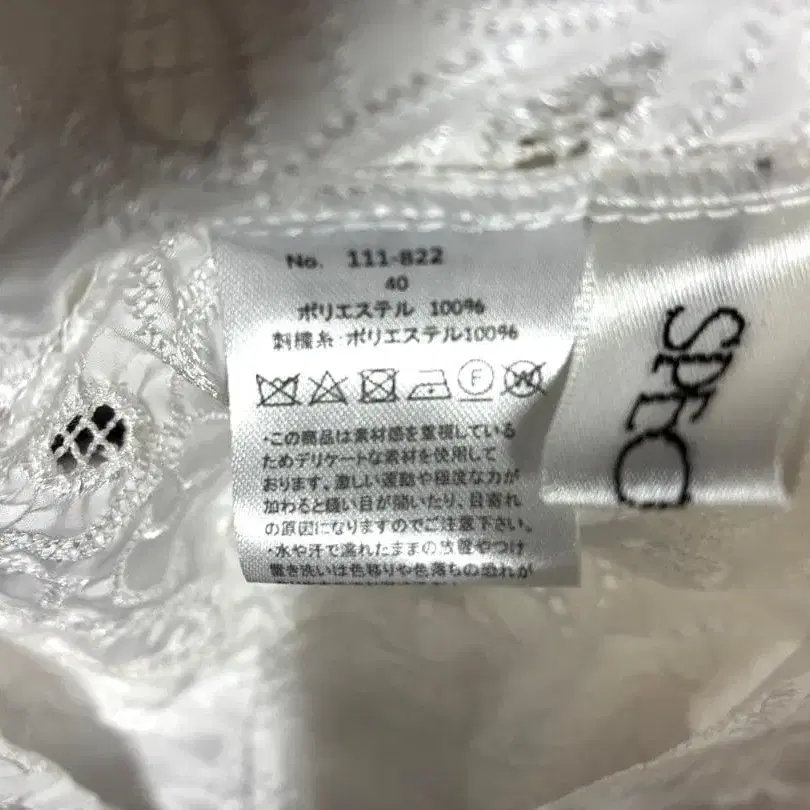 No. 111-822
40
ポリエステル 100%
刺繍糸:ポリエステル100%
F
W
・この商品は素材感を重視している
ためデリケートな素材を使用して
おります。激しい運動や極度な力が
加わると縫い目が開いたり、目寄れ
の原因になりますのでご注意下さい。
・水や汗で濡れたままの放置やつけ
置き洗いは色移りや色落ちの恐れが
SPEC